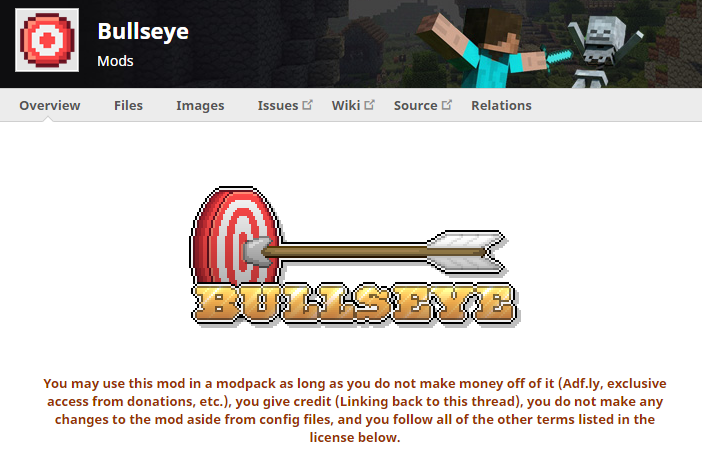 Bullseye
Mods
Overview Files Images Issues Wiki Source Relations
BULLSEYE
You may use this mod in a modpack as long as you do not make money off of it (Adf.ly, exclusive
access from donations, etc.), you give credit (Linking back to this thread), you do not make any
changes to the mod aside from config files, and you follow all of the other terms listed in the
license below.